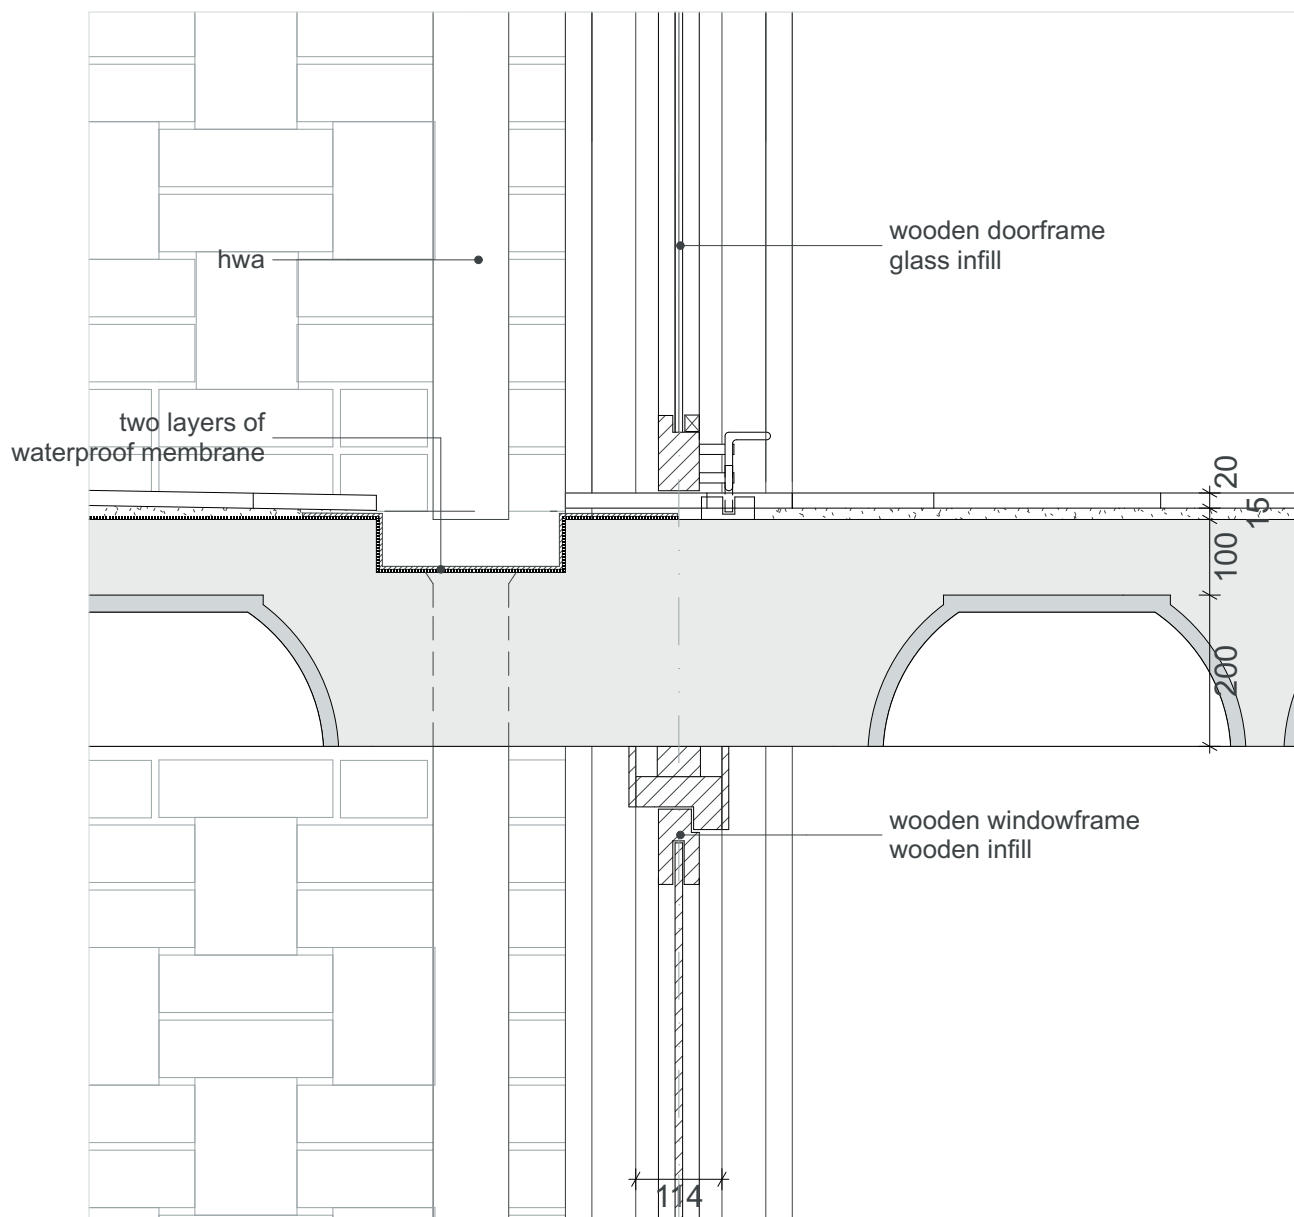 wooden doorframe
glass infill
hwa
two layers of
waterproof membrane
20
15
100
200
wooden windowframe
wooden infill
114